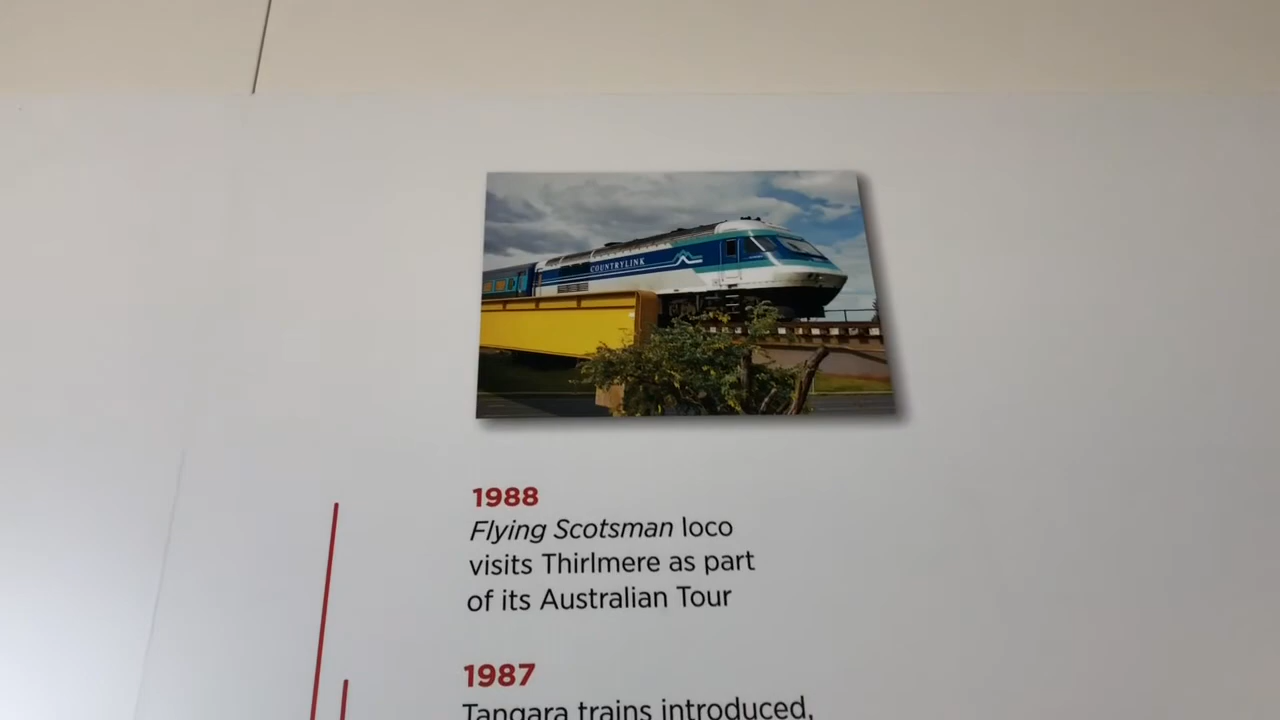 COUNTRYLINK
1988
Flying Scotsman loco
visits Thirlmere as part
of its Australian Tour
1987
Tangara trains introduced,